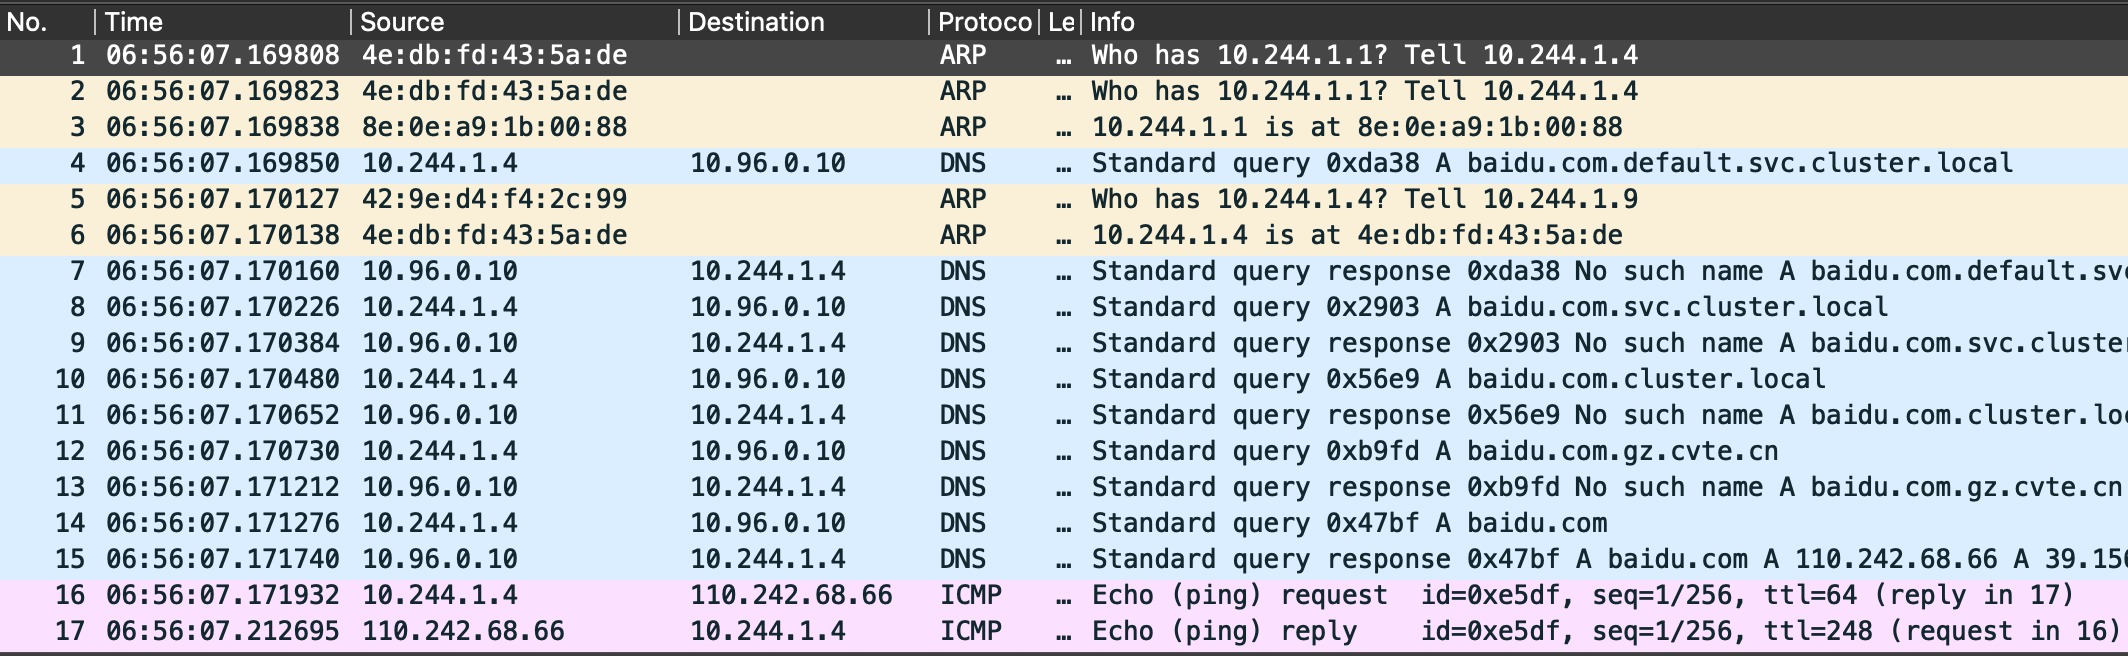 No. Time Source Destination Protoco Le Info
1 06:56:07.169808 4e:db:fd:43:5a:de ARP … Who has 10.244.1.1? Tell 10.244.1.4
2 06:56:07.169823 4e:db:fd:43:5a:de ARP … Who has 10.244.1.1? Tell 10.244.1.4
3 06:56:07.169838 8e:0e:a9:1b:00:88 ARP … 10.244.1.1 is at 8e:0e:a9:1b:00:88
4 06:56:07.169850 10.244.1.4 10.96.0.10 DNS … Standard query 0xda38 A baidu.com.default.svc.cluster.local
5 06:56:07.170127 42:9e:d4:f4:2c:99 ARP … Who has 10.244.1.4? Tell 10.244.1.9
6 06:56:07.170138 4e:db:fd:43:5a:de ARP … 10.244.1.4 is at 4e:db:fd:43:5a:de
7 06:56:07.170160 10.96.0.10 10.244.1.4 DNS … Standard query response 0xda38 No such name A baidu.com.default.svc
8 06:56:07.170226 10.244.1.4 10.96.0.10 DNS … Standard query 0x2903 A baidu.com.svc.cluster.local
9 06:56:07.170384 10.96.0.10 10.244.1.4 DNS … Standard query response 0x2903 No such name A baidu.com.svc.cluster
10 06:56:07.170480 10.244.1.4 10.96.0.10 DNS … Standard query 0x56e9 A baidu.com.cluster.local
11 06:56:07.170652 10.96.0.10 10.244.1.4 DNS … Standard query response 0x56e9 No such name A baidu.com.cluster.loc
12 06:56:07.170730 10.244.1.4 10.96.0.10 DNS … Standard query 0xb9fd A baidu.com.gz.cvte.cn
13 06:56:07.171212 10.96.0.10 10.244.1.4 DNS … Standard query response 0xb9fd No such name A baidu.com.gz.cvte.cn
14 06:56:07.171276 10.244.1.4 10.96.0.10 DNS … Standard query 0x47bf A baidu.com
15 06:56:07.171740 10.96.0.10 10.244.1.4 DNS … Standard query response 0x47bf A baidu.com A 110.242.68.66 A 39.156
16 06:56:07.171932 10.244.1.4 110.242.68.66 ICMP … Echo (ping) request id=0xe5df, seq=1/256, ttl=64 (reply in 17)
17 06:56:07.212695 110.242.68.66 10.244.1.4 ICMP … Echo (ping) reply id=0xe5df, seq=1/256, ttl=248 (request in 16)